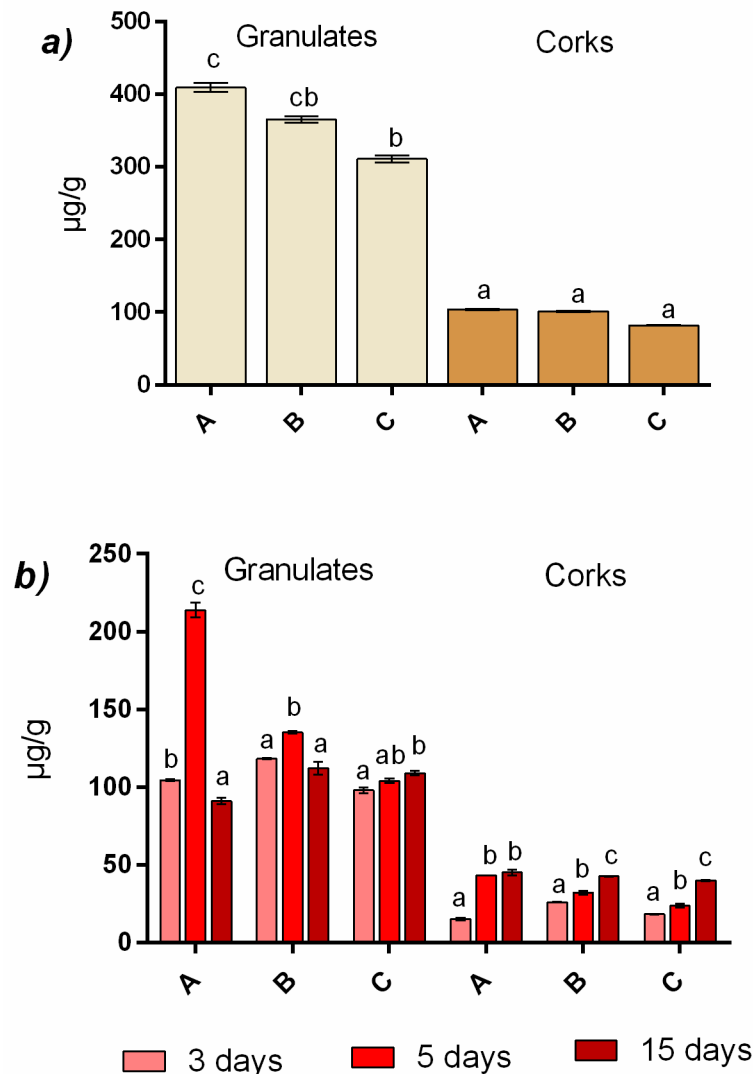 a)
Granulates Corks
500
400
300
200
100
0
µg/g
c cb b a a a
A B C A B C
b)
Granulates Corks
250
200
150
100
50
0
µg/g
b c a a b a a ab b a b b a b c a b c
A B C A B C
3 days 5 days 15 days